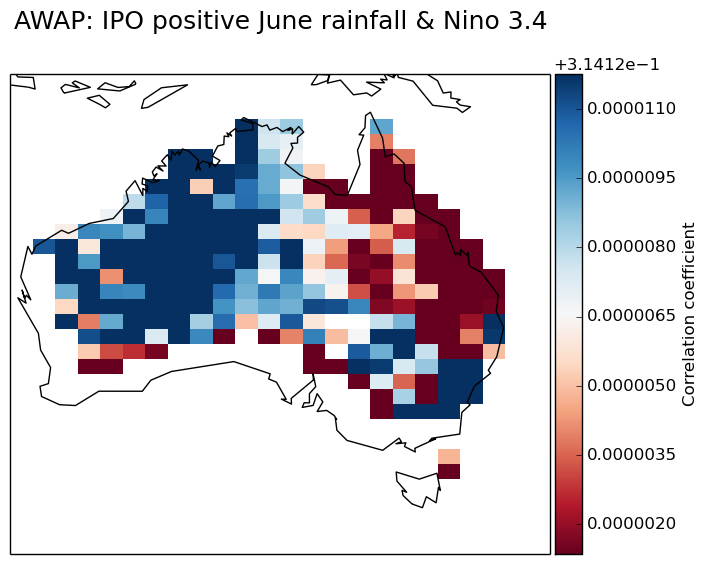 AWAP: IPO positive June rainfall & Nino 3.4
+3.1412e−1
0.0000110
0.0000095
0.0000080
0.0000065
0.0000050
0.0000035
0.0000020
Correlation coefficient